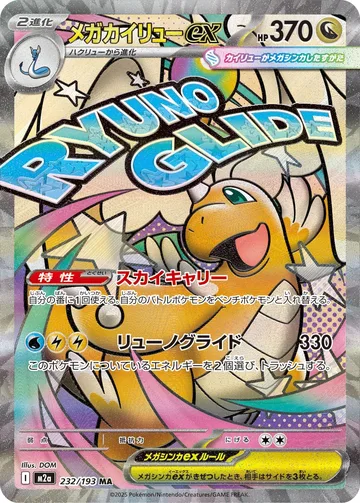 2進化
メガカイリューex
HP370
ハクリューから進化
カイリューがメガシンカしたすがた
RYUNO
GLIDE
特性
とくせい
スカイキャリー
自分の番に1回使える。自分のバトルポケモンをベンチポケモンと入れ替える。
リューノグライド 330
このポケモンについているエネルギーを2個選び、トラッシュする。
弱点 抵抗力 にげる
Illus. DOM
メガシンカexルール
I M2a 232/193 MA
メガシンカexがきぜつしたとき、相手はサイドを3枚とる。
©2025 Pokémon/Nintendo/Creatures/GAME FREAK.